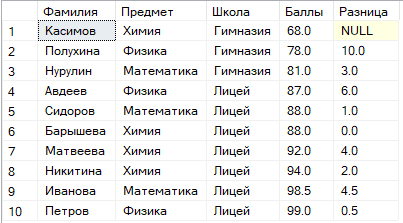 Фамилия Предмет Школа Баллы Разница
1 Касимов Химия Гимназия 68.0 NULL
2 Полухина Физика Гимназия 78.0 10.0
3 Нурулин Математика Гимназия 81.0 3.0
4 Авдеев Физика Лицей 87.0 6.0
5 Сидоров Математика Лицей 88.0 1.0
6 Барышева Химия Лицей 88.0 0.0
7 Матвеева Химия Лицей 92.0 4.0
8 Никитина Химия Лицей 94.0 2.0
9 Иванова Математика Лицей 98.5 4.5
10 Петров Физика Лицей 99.0 0.5